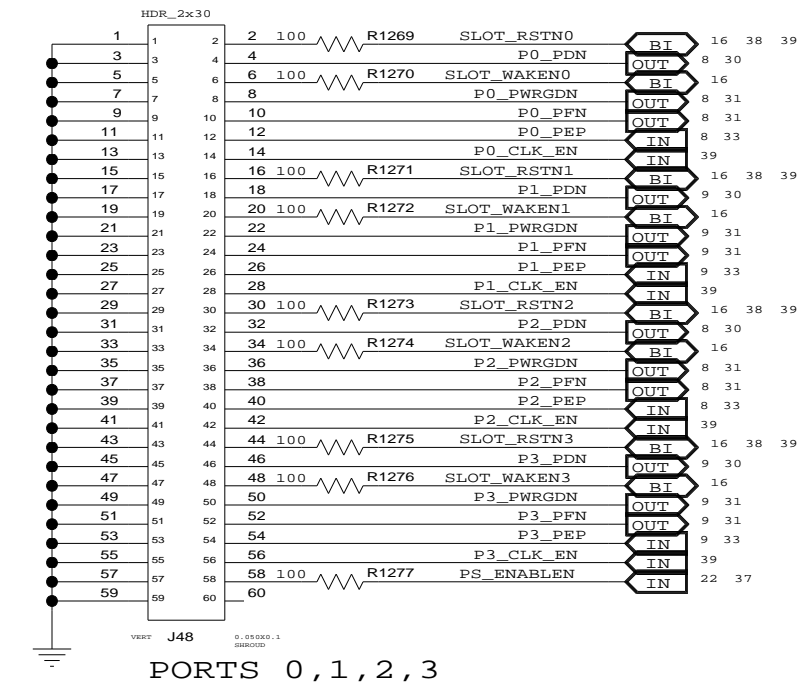 HDR_2x30
1 1 2 2 100 R1269 SLOT_RSTN0 BI 16 38 39
3 3 4 4 P0_PDN OUT 8 30
5 5 6 6 100 R1270 SLOT_WAKEN0 BI 16
7 7 8 8 P0_PWRGDN OUT 8 31
9 9 10 10 P0_PFN OUT 8 31
11 11 12 12 P0_PEP IN 8 33
13 13 14 14 P0_CLK_EN IN 39
15 15 16 16 100 R1271 SLOT_RSTN1 BI 16 38 39
17 17 18 18 P1_PDN OUT 9 30
19 19 20 20 100 R1272 SLOT_WAKEN1 BI 16
21 21 22 22 P1_PWRGDN OUT 9 31
23 23 24 24 P1_PFN OUT 9 31
25 25 26 26 P1_PEP IN 9 33
27 27 28 28 P1_CLK_EN IN 39
29 29 30 30 100 R1273 SLOT_RSTN2 BI 16 38 39
31 31 32 32 P2_PDN OUT 8 30
33 33 34 34 100 R1274 SLOT_WAKEN2 BI 16
35 35 36 36 P2_PWRGDN OUT 8 31
37 37 38 38 P2_PFN OUT 8 31
39 39 40 40 P2_PEP IN 8 33
41 41 42 42 P2_CLK_EN IN 39
43 43 44 44 100 R1275 SLOT_RSTN3 BI 16 38 39
45 45 46 46 P3_PDN OUT 9 30
47 47 48 48 100 R1276 SLOT_WAKEN3 BI 16
49 49 50 50 P3_PWRGDN OUT 9 31
51 51 52 52 P3_PFN OUT 9 31
53 53 54 54 P3_PEP IN 9 33
55 55 56 56 P3_CLK_EN IN 39
57 57 58 58 100 R1277 PS_ENABLEN IN 22 37
59 59 60 60
VERT J48 0.050X0.1
SHROUD
PORTS 0,1,2,3